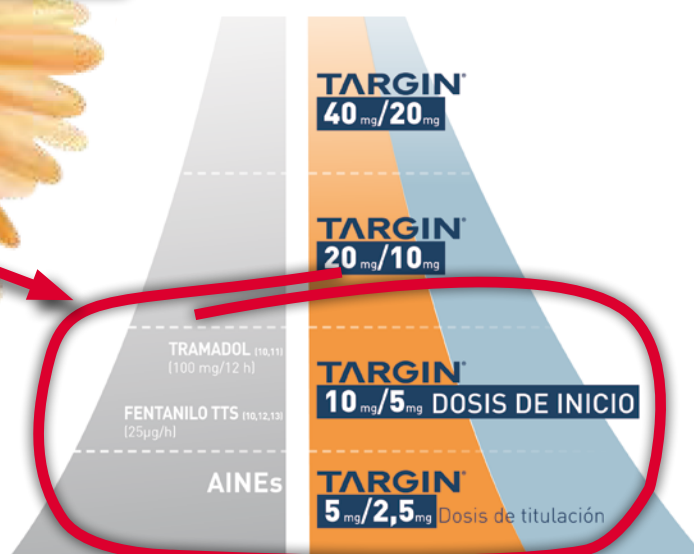 TARGIN®
40 mg/20 mg
TARGIN®
20 mg/10 mg
TRAMADOL (10,11)
(100 mg/12 h)
TARGIN®
10 mg/5 mg DOSIS DE INICIO
FENTANILO TTS (10,12,13)
(25µg/h)
AINEs
TARGIN®
5 mg/2,5 mg Dosis de titulación